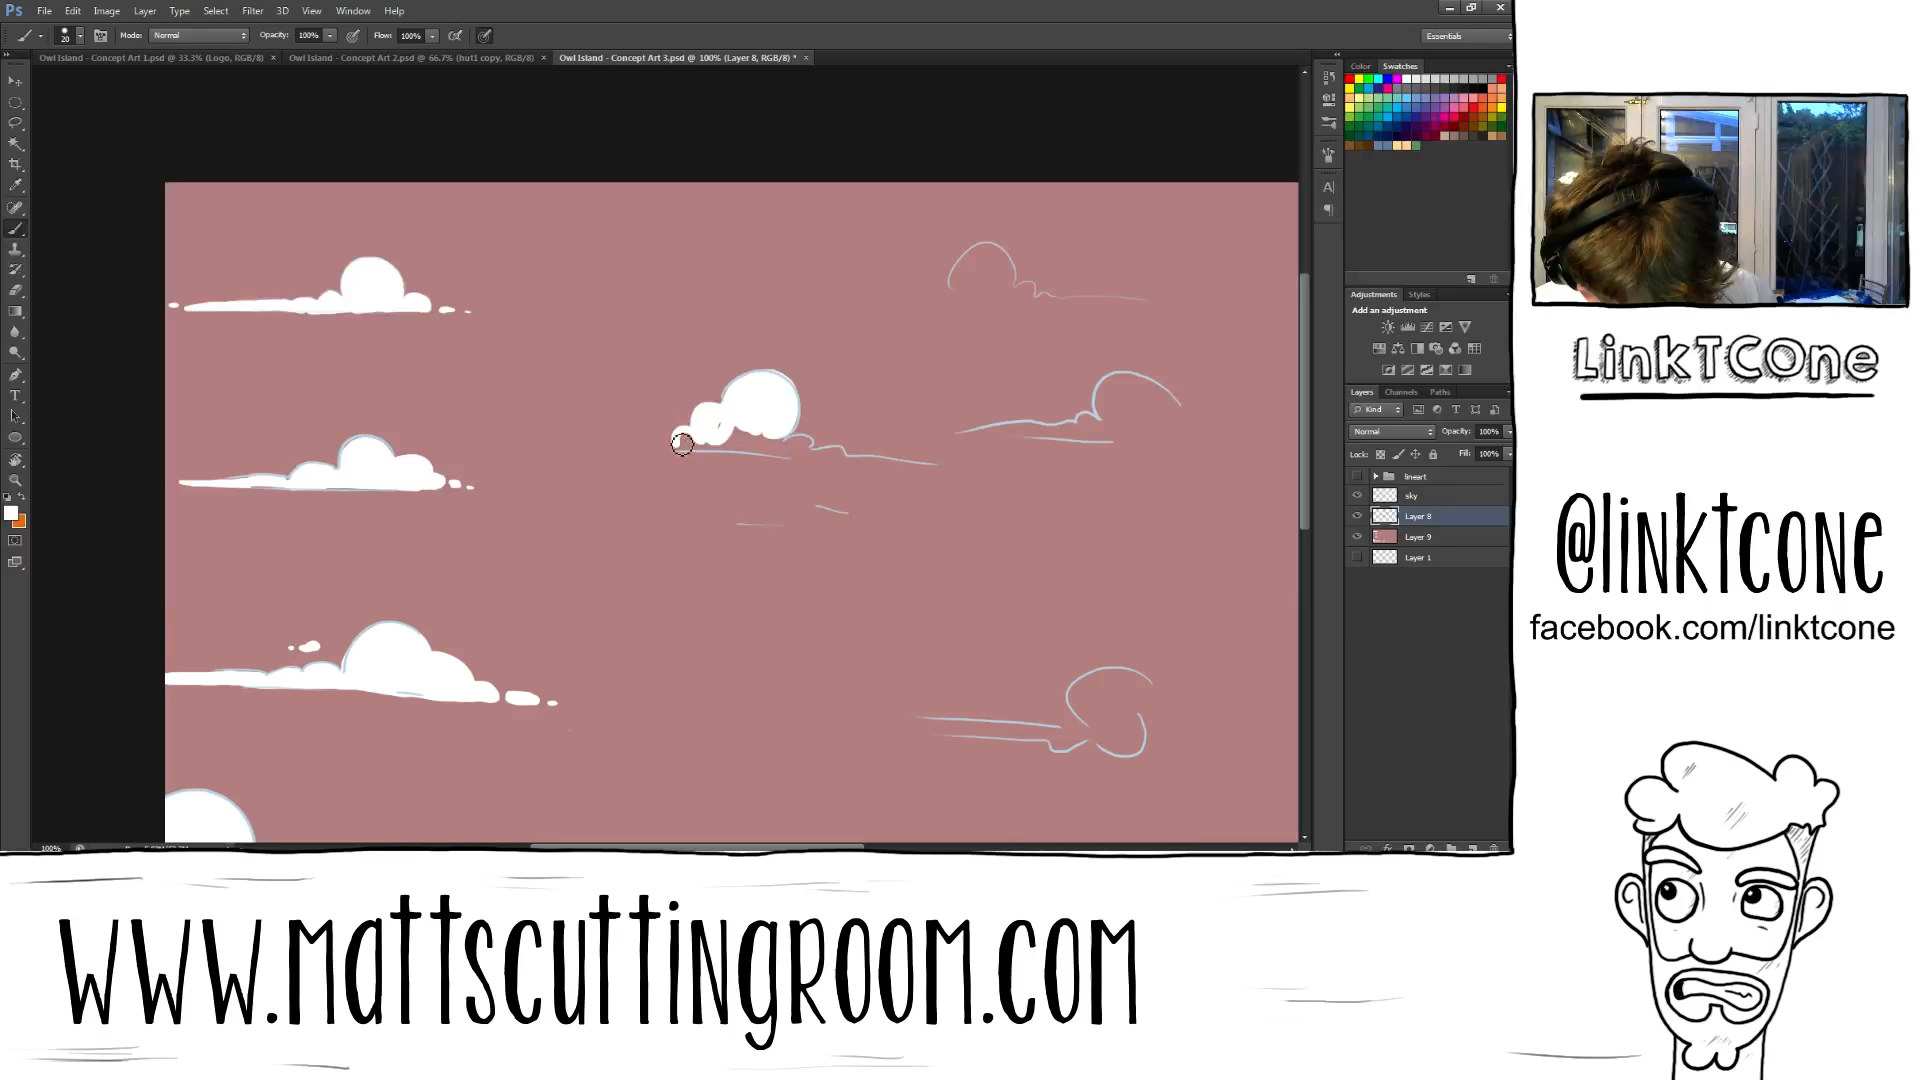 Ps File Edit Image Layer Type Select Filter 3D View Window Help
20 Mode: Normal Opacity: 100% Flow: 100% Essentials
Owl Island - Concept Art 1.psd @ 33.3% (Logo, RGB/8) × Owl Island - Concept Art 2.psd @ 66.7% (hut1 copy, RGB/8) × Owl Island - Concept Art 3.psd @ 100% (Layer 8, RGB/8) * ×
Color Swatches
Adjustments Styles
Add an adjustment
Layers Channels Paths
Kind
Normal Opacity: 100%
Lock: Fill: 100%
lineart
sky
Layer 8
Layer 9
Layer 1
100%
LinkTCOne
@linktcone
facebook.com/linktcone
www.mattscuttingroom.com